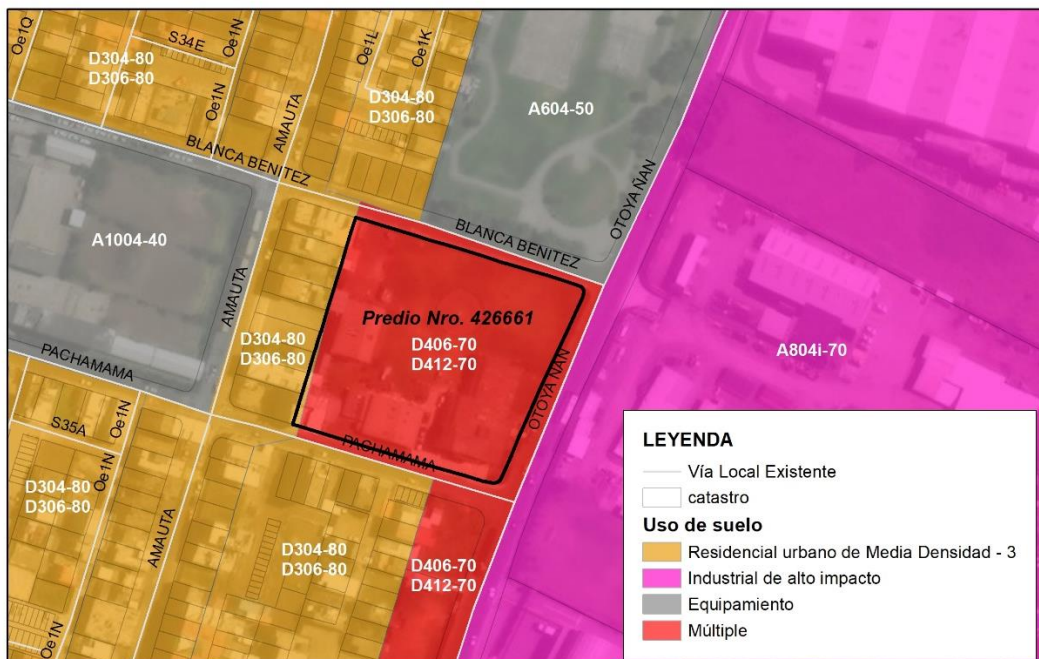 Oe1Q
S34E
Oe1N
D304-80
D306-80
Oe1N
AMAUTA
Oe1L
Oe1K
D304-80
D306-80
A604-50
BLANCA BENITEZ
OTOYA ÑAN
A1004-40
AMAUTA
BLANCA BENITEZ
Predio Nro. 426661
D406-70
D412-70
D304-80
D306-80
A804i-70
PACHAMAMA
OTOYA ÑAN
S35A
Oe1N
Oe1N
PACHAMAMA
D304-80
D306-80
AMAUTA
D304-80
D306-80
D406-70
D412-70
Oe1N
LEYENDA
Vía Local Existente
catastro
Uso de suelo
Residencial urbano de Media Densidad - 3
Industrial de alto impacto
Equipamiento
Múltiple